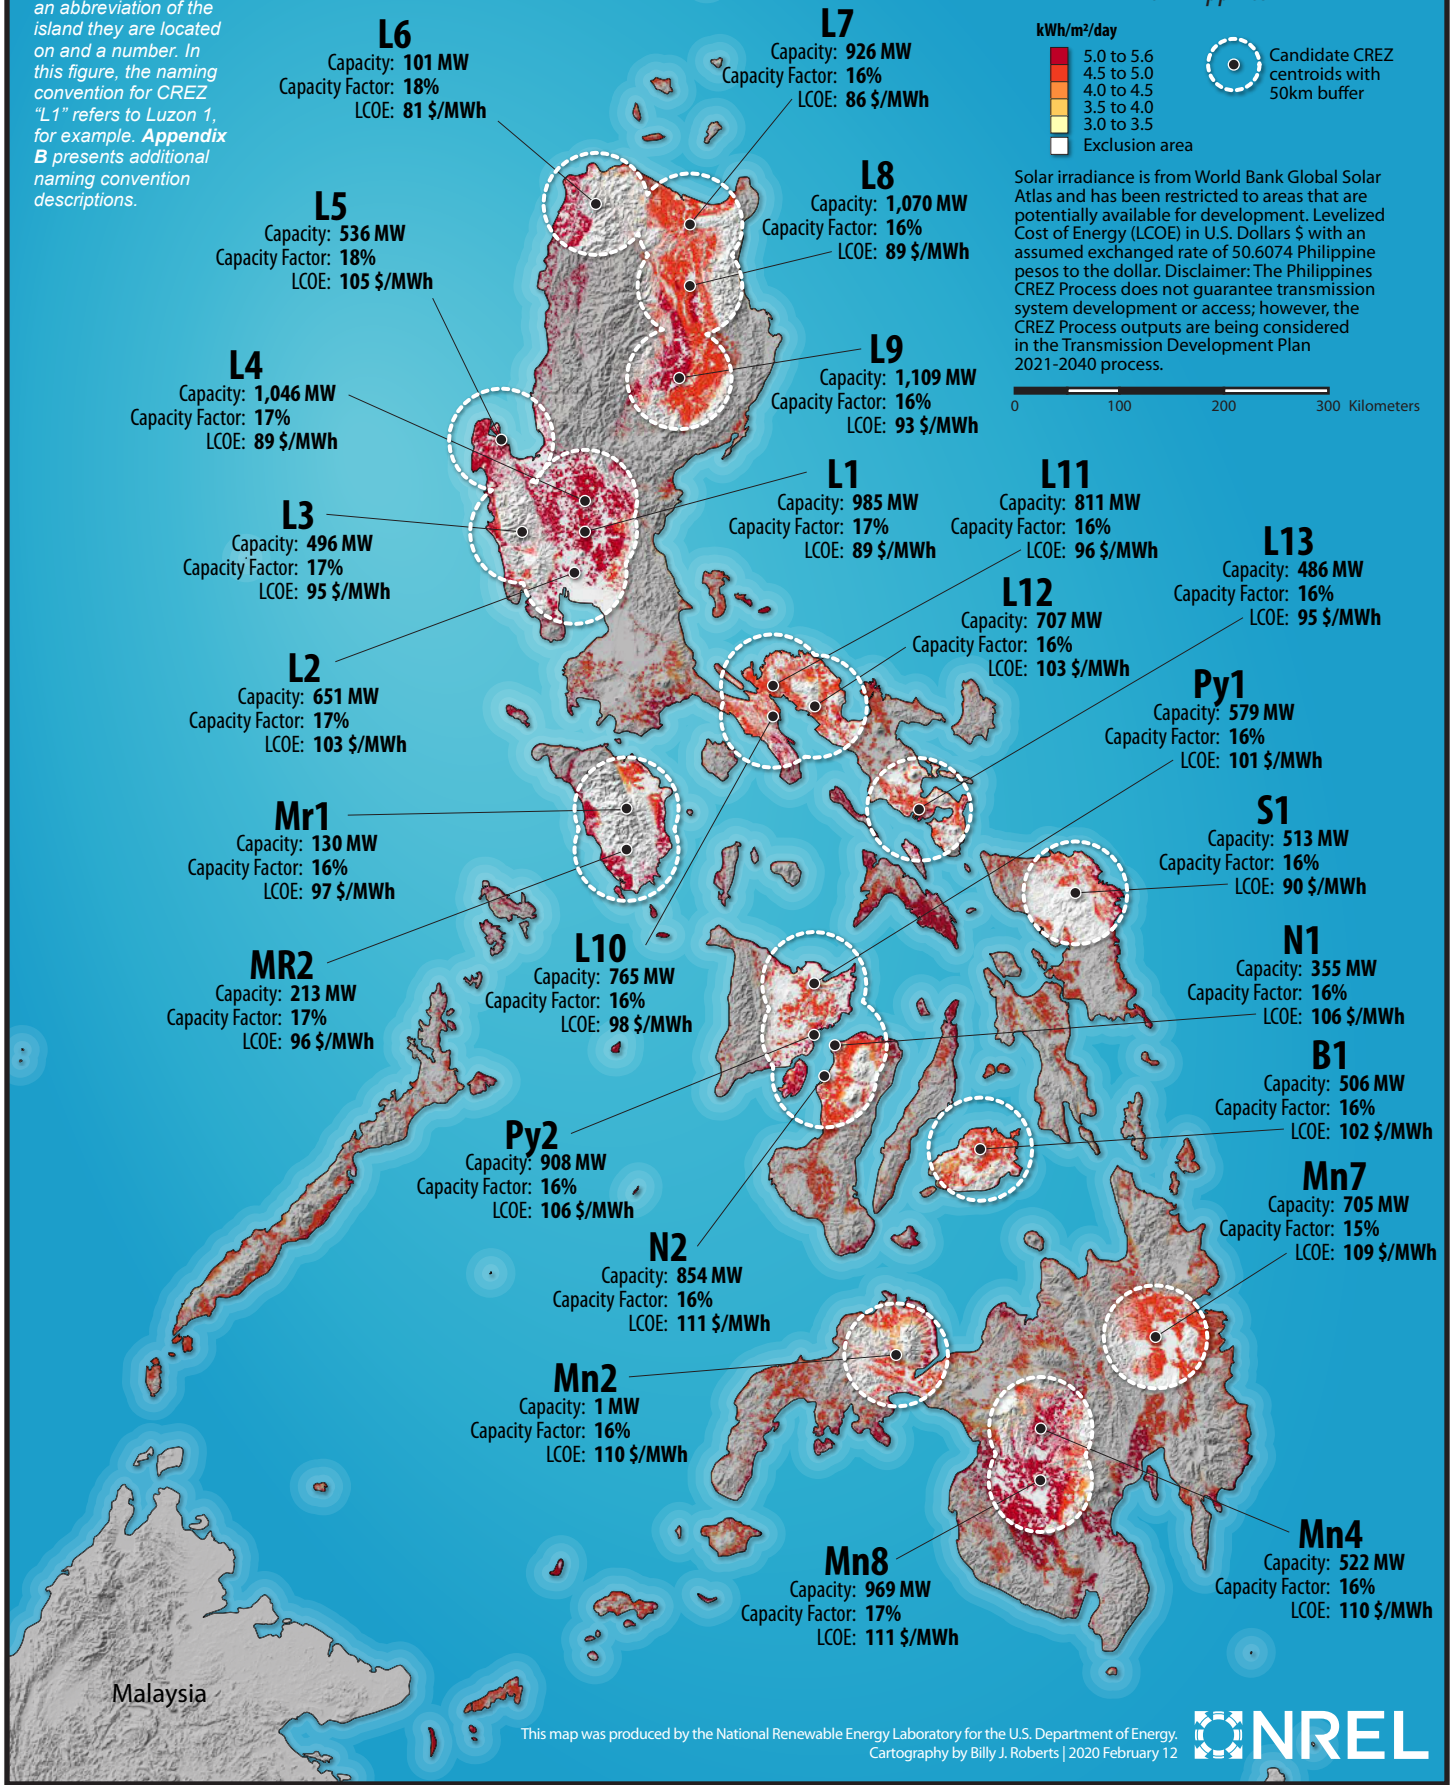 an abbreviation of the
island they are located
on and a number. In
this figure, the naming
convention for CREZ
“L1” refers to Luzon 1,
for example. Appendix
B presents additional
naming convention
descriptions.
kWh/m²/day
5.0 to 5.6
4.5 to 5.0
4.0 to 4.5
3.5 to 4.0
3.0 to 3.5
Exclusion area
Candidate CREZ
centroids with
50km buffer
Solar irradiance is from World Bank Global Solar
Atlas and has been restricted to areas that are
potentially available for development. Levelized
Cost of Energy (LCOE) in U.S. Dollars $ with an
assumed exchanged rate of 50.6074 Philippine
pesos to the dollar. Disclaimer: The Philippines
CREZ Process does not guarantee transmission
system development or access; however, the
CREZ Process outputs are being considered
in the Transmission Development Plan
2021-2040 process.
0 100 200 300 Kilometers
L6
Capacity: 101 MW
Capacity Factor: 18%
LCOE: 81 $/MWh
L7
Capacity: 926 MW
Capacity Factor: 16%
LCOE: 86 $/MWh
L8
Capacity: 1,070 MW
Capacity Factor: 16%
LCOE: 89 $/MWh
L5
Capacity: 536 MW
Capacity Factor: 18%
LCOE: 105 $/MWh
L9
Capacity: 1,109 MW
Capacity Factor: 16%
LCOE: 93 $/MWh
L4
Capacity: 1,046 MW
Capacity Factor: 17%
LCOE: 89 $/MWh
L1
Capacity: 985 MW
Capacity Factor: 17%
LCOE: 89 $/MWh
L11
Capacity: 811 MW
Capacity Factor: 16%
LCOE: 96 $/MWh
L3
Capacity: 496 MW
Capacity Factor: 17%
LCOE: 95 $/MWh
L13
Capacity: 486 MW
Capacity Factor: 16%
LCOE: 95 $/MWh
L12
Capacity: 707 MW
Capacity Factor: 16%
LCOE: 103 $/MWh
L2
Capacity: 651 MW
Capacity Factor: 17%
LCOE: 103 $/MWh
Py1
Capacity: 579 MW
Capacity Factor: 16%
LCOE: 101 $/MWh
Mr1
Capacity: 130 MW
Capacity Factor: 16%
LCOE: 97 $/MWh
S1
Capacity: 513 MW
Capacity Factor: 16%
LCOE: 90 $/MWh
MR2
Capacity: 213 MW
Capacity Factor: 17%
LCOE: 96 $/MWh
L10
Capacity: 765 MW
Capacity Factor: 16%
LCOE: 98 $/MWh
N1
Capacity: 355 MW
Capacity Factor: 16%
LCOE: 106 $/MWh
B1
Capacity: 506 MW
Capacity Factor: 16%
LCOE: 102 $/MWh
Py2
Capacity: 908 MW
Capacity Factor: 16%
LCOE: 106 $/MWh
Mn7
Capacity: 705 MW
Capacity Factor: 15%
LCOE: 109 $/MWh
N2
Capacity: 854 MW
Capacity Factor: 16%
LCOE: 111 $/MWh
Mn2
Capacity: 1 MW
Capacity Factor: 16%
LCOE: 110 $/MWh
Mn4
Capacity: 522 MW
Capacity Factor: 16%
LCOE: 110 $/MWh
Mn8
Capacity: 969 MW
Capacity Factor: 17%
LCOE: 111 $/MWh
Malaysia
This map was produced by the National Renewable Energy Laboratory for the U.S. Department of Energy.
Cartography by Billy J. Roberts | 2020 February 12
NREL